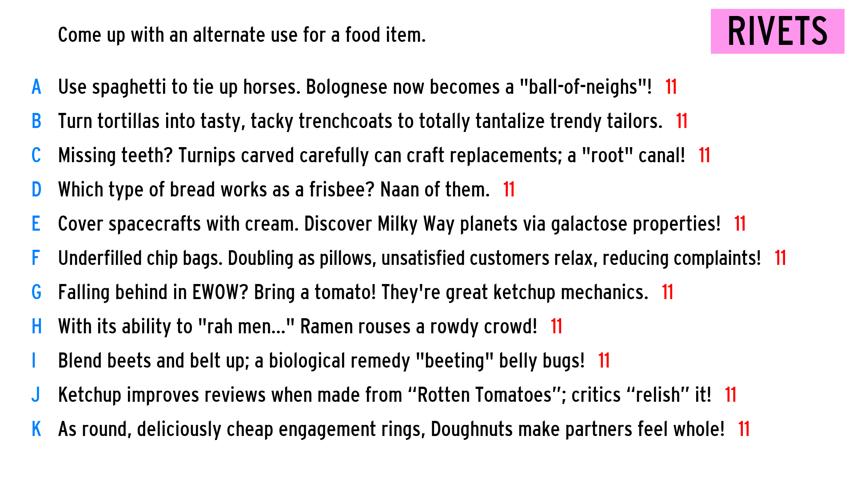 Come up with an alternate use for a food item.
RIVETS
A Use spaghetti to tie up horses. Bolognese now becomes a "ball-of-neighs"! 11
B Turn tortillas into tasty, tacky trenchcoats to totally tantalize trendy tailors. 11
C Missing teeth? Turnips carved carefully can craft replacements; a "root" canal! 11
D Which type of bread works as a frisbee? Naan of them. 11
E Cover spacecrafts with cream. Discover Milky Way planets via galactose properties! 11
F Underfilled chip bags. Doubling as pillows, unsatisfied customers relax, reducing complaints! 11
G Falling behind in EWOW? Bring a tomato! They're great ketchup mechanics. 11
H With its ability to "rah men..." Ramen rouses a rowdy crowd! 11
I Blend beets and belt up; a biological remedy "beeting" belly bugs! 11
J Ketchup improves reviews when made from “Rotten Tomatoes”; critics “relish” it! 11
K As round, deliciously cheap engagement rings, Doughnuts make partners feel whole! 11